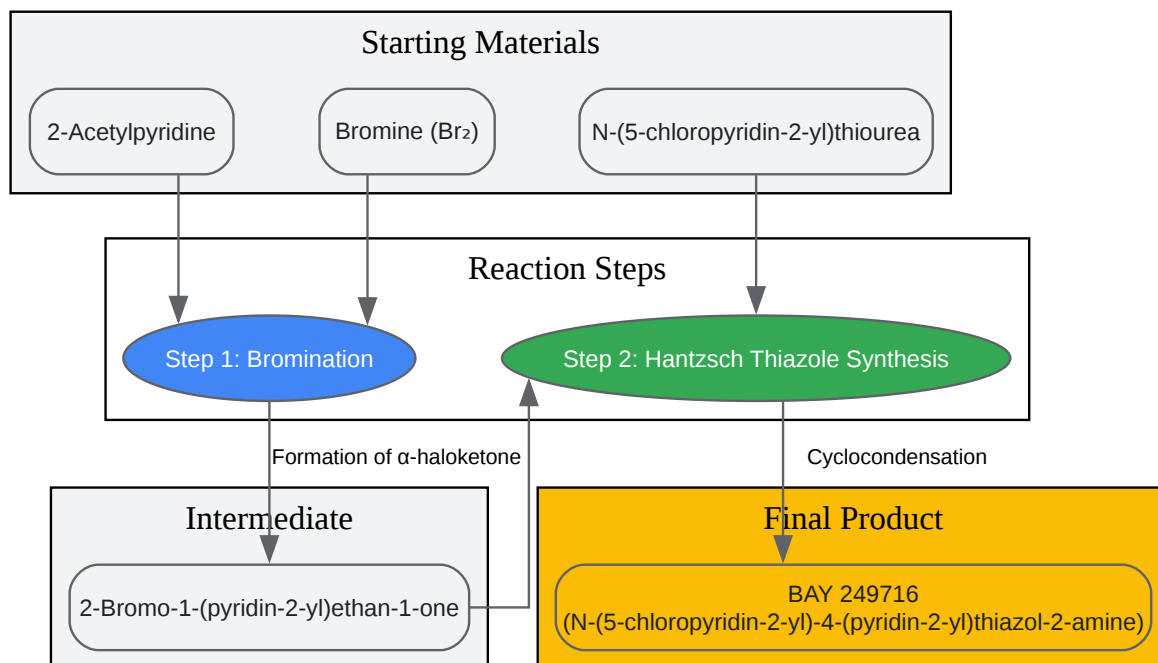 Starting Materials
2-Acetylpyridine
Bromine (Br₂)
N-(5-chloropyridin-2-yl)thiourea
Reaction Steps
Step 1: Bromination
Step 2: Hantzsch Thiazole Synthesis
Formation of α-haloketone
Cyclocondensation
Intermediate
2-Bromo-1-(pyridin-2-yl)ethan-1-one
Final Product
BAY 249716
(N-(5-chloropyridin-2-yl)-4-(pyridin-2-yl)thiazol-2-amine)